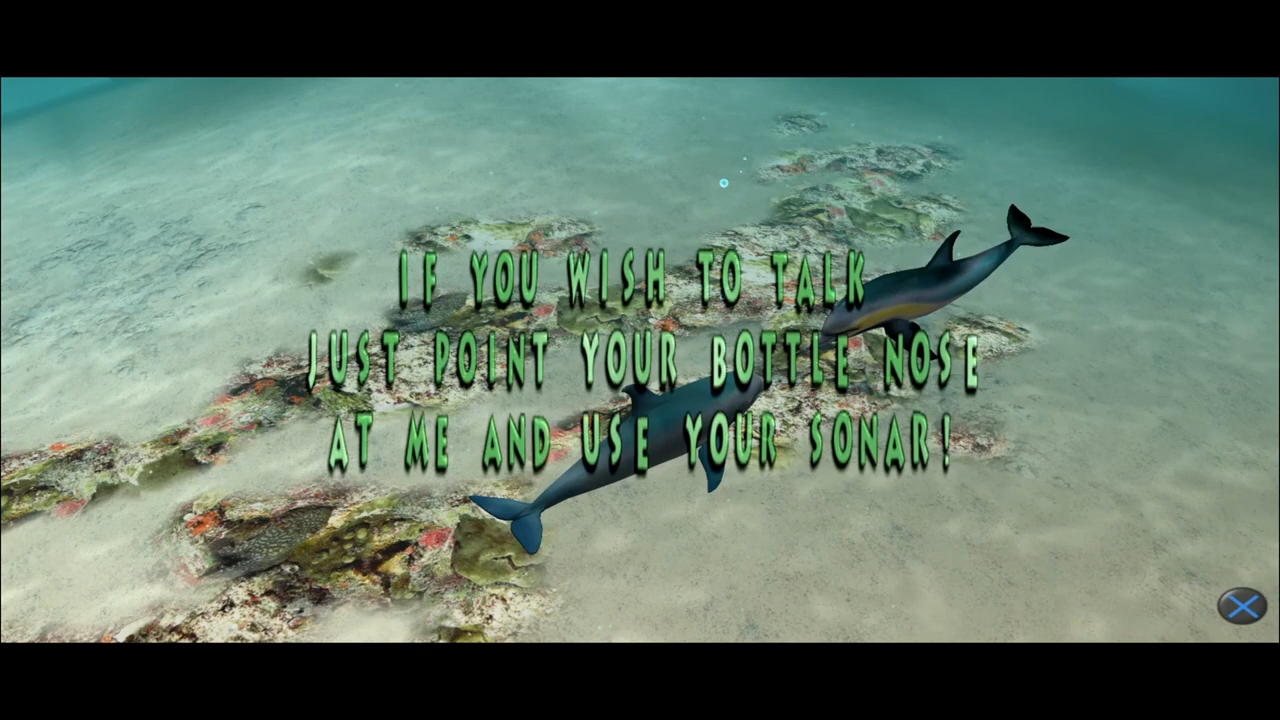 IF YOU WISH TO TALK
JUST POINT YOUR BOTTLE NOSE
AT ME AND USE YOUR SONAR!